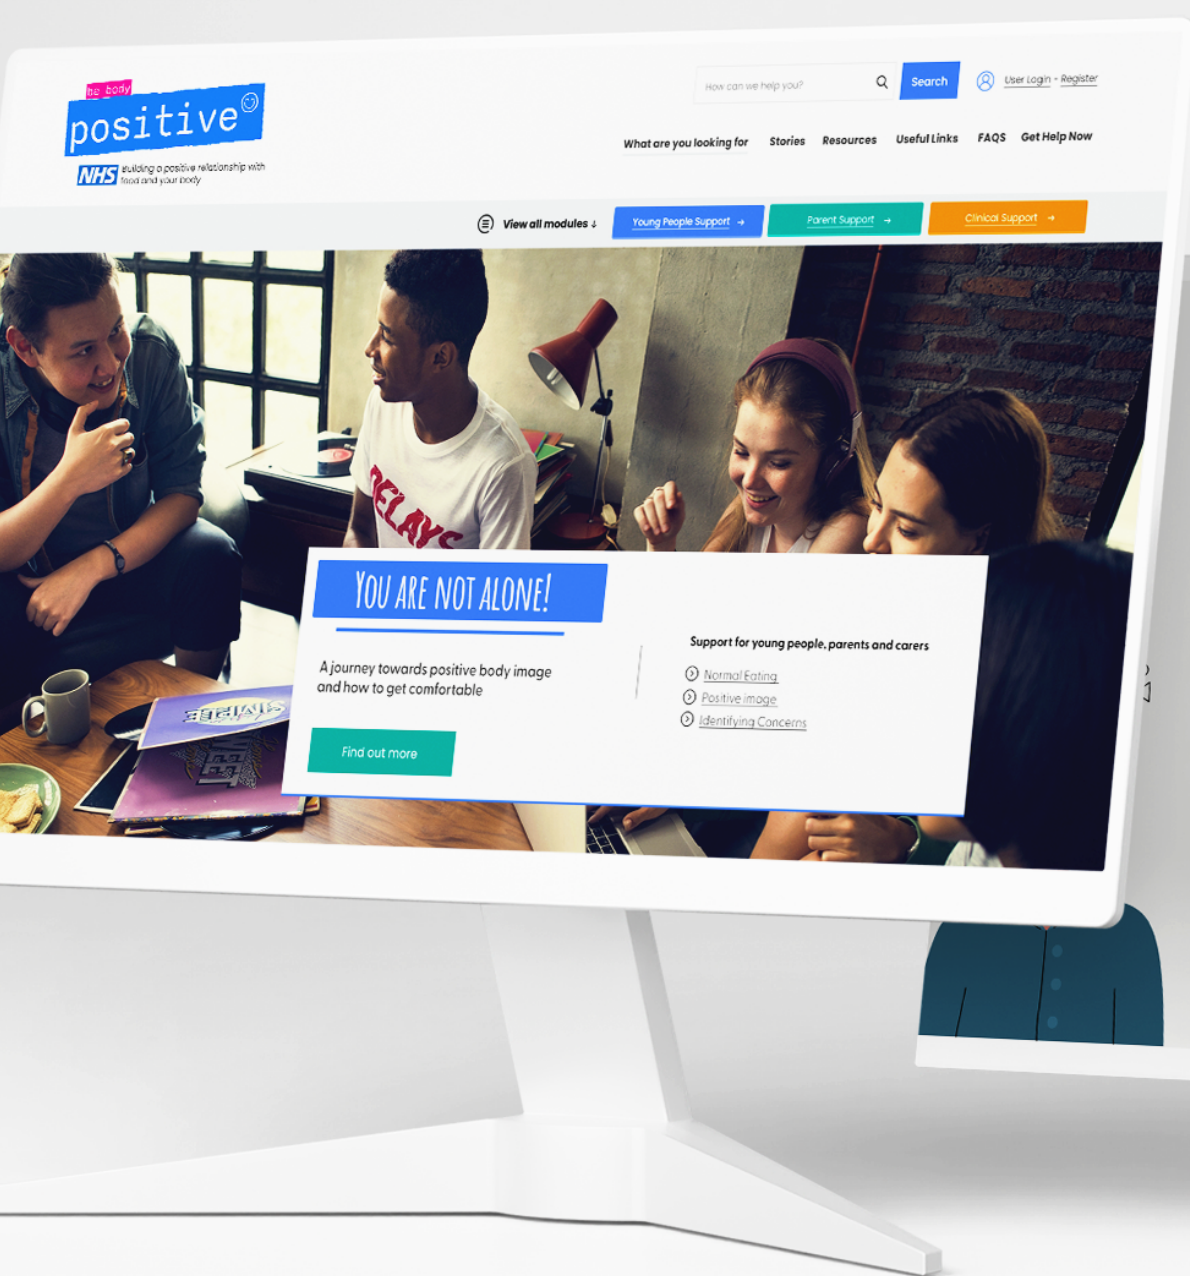 be body
positive
NHS Building a positive relationship with
food and your body
How can we help you?
Search
User Login - Register
What are you looking for
Stories
Resources
Useful Links
FAQS
Get Help Now
View all modules ↓
Young People Support →
Parent Support →
Clinical Support →
DELAYS
YOU ARE NOT ALONE!
A journey towards positive body image
and how to get comfortable
Find out more
Support for young people, parents and carers
Normal Eating
Positive image
Identifying Concerns
SWEET